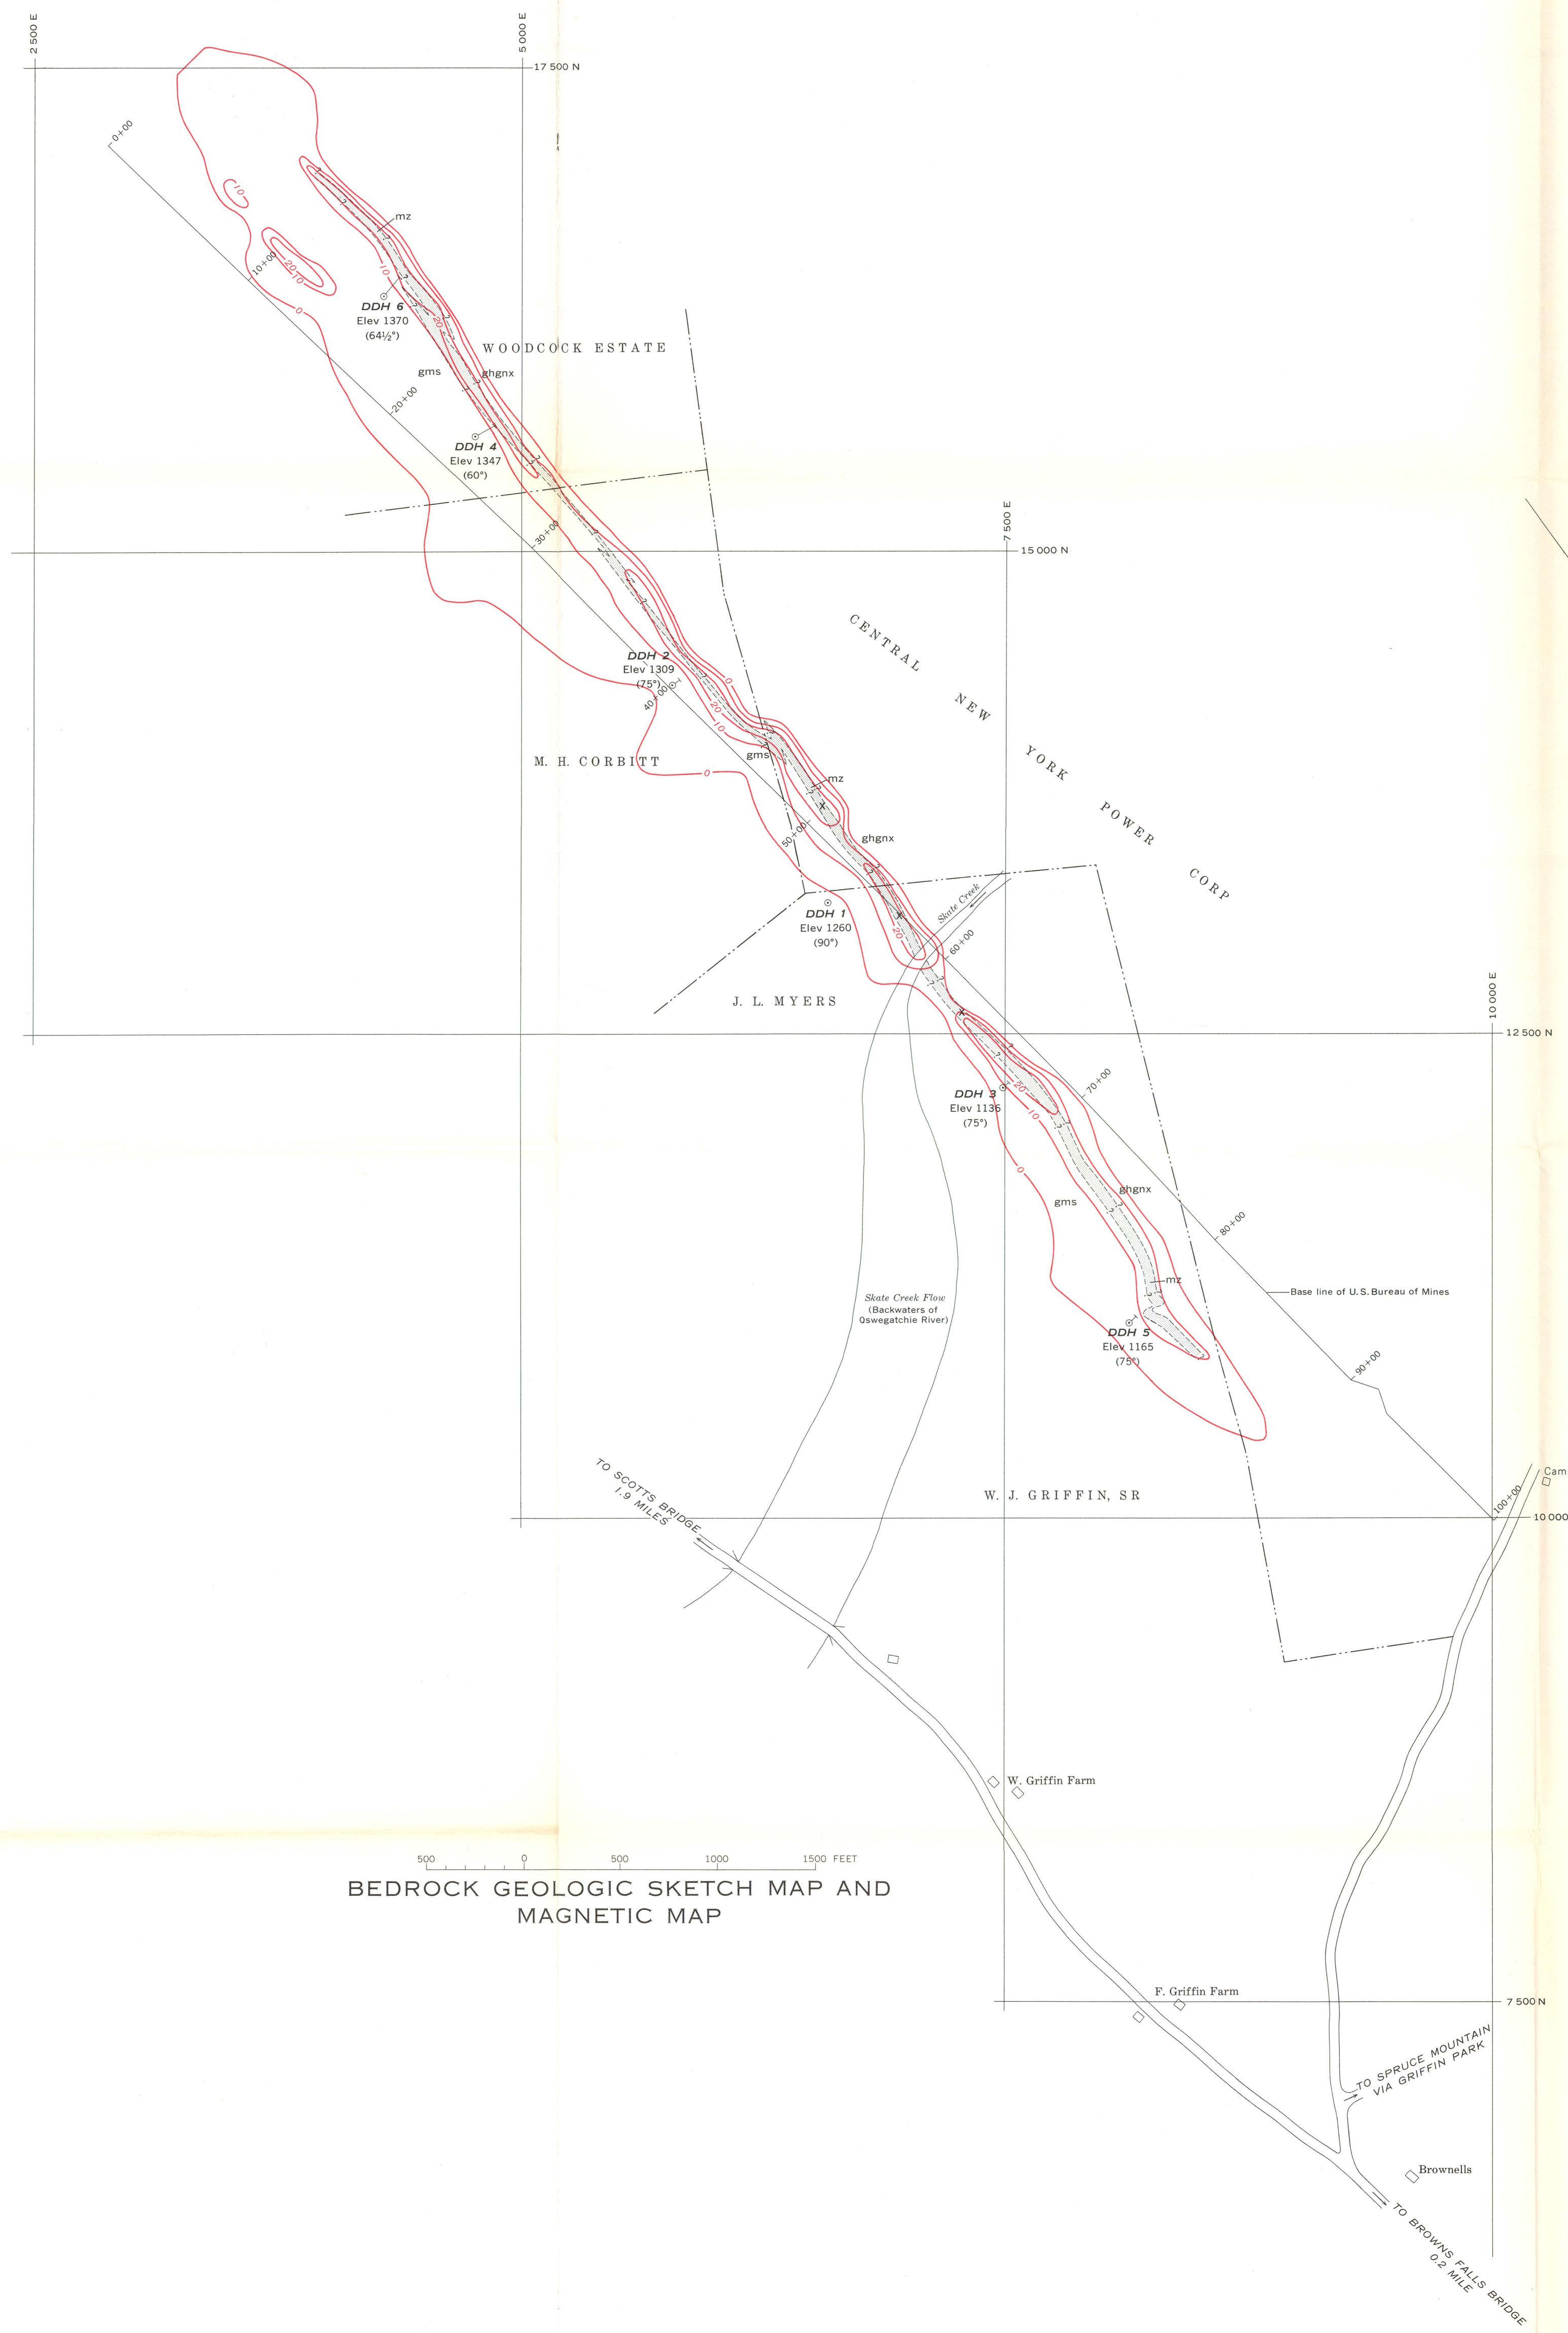 2 500 E
5 000 E
17 500 N
0+00
10
mz
10+00
20
10
10
0
DDH 6
Elev 1370
(64½°)
20
WOODCOCK ESTATE
gms
ghgnx
20+00
DDH 4
Elev 1347
(60°)
7 500 E
30+00
15 000 N
CENTRAL NEW YORK POWER CORP
DDH 2
Elev 1309
(75°)
40+00
0
20
10
gms
M. H. CORBITT
0
mz
50+00
ghgnx
Skate Creek
DDH 1
Elev 1260
(90°)
20
60+00
J. L. MYERS
10 000 E
12 500 N
DDH 3
Elev 1136
(75°)
20
10
70+00
0
gms
ghgnx
80+00
mz
Base line of U.S. Bureau of Mines
Skate Creek Flow
(Backwaters of
Oswegatchie River)
DDH 5
Elev 1165
(75°)
90+00
TO SCOTTS BRIDGE
1.9 MILES
W. J. GRIFFIN, SR
Cam
100+00
10 000
W. Griffin Farm
500 0 500 1000 1500 FEET
BEDROCK GEOLOGIC SKETCH MAP AND
MAGNETIC MAP
F. Griffin Farm
7 500 N
TO SPRUCE MOUNTAIN
VIA GRIFFIN PARK
Brownells
TO BROWNS FALLS BRIDGE
0.2 MILE